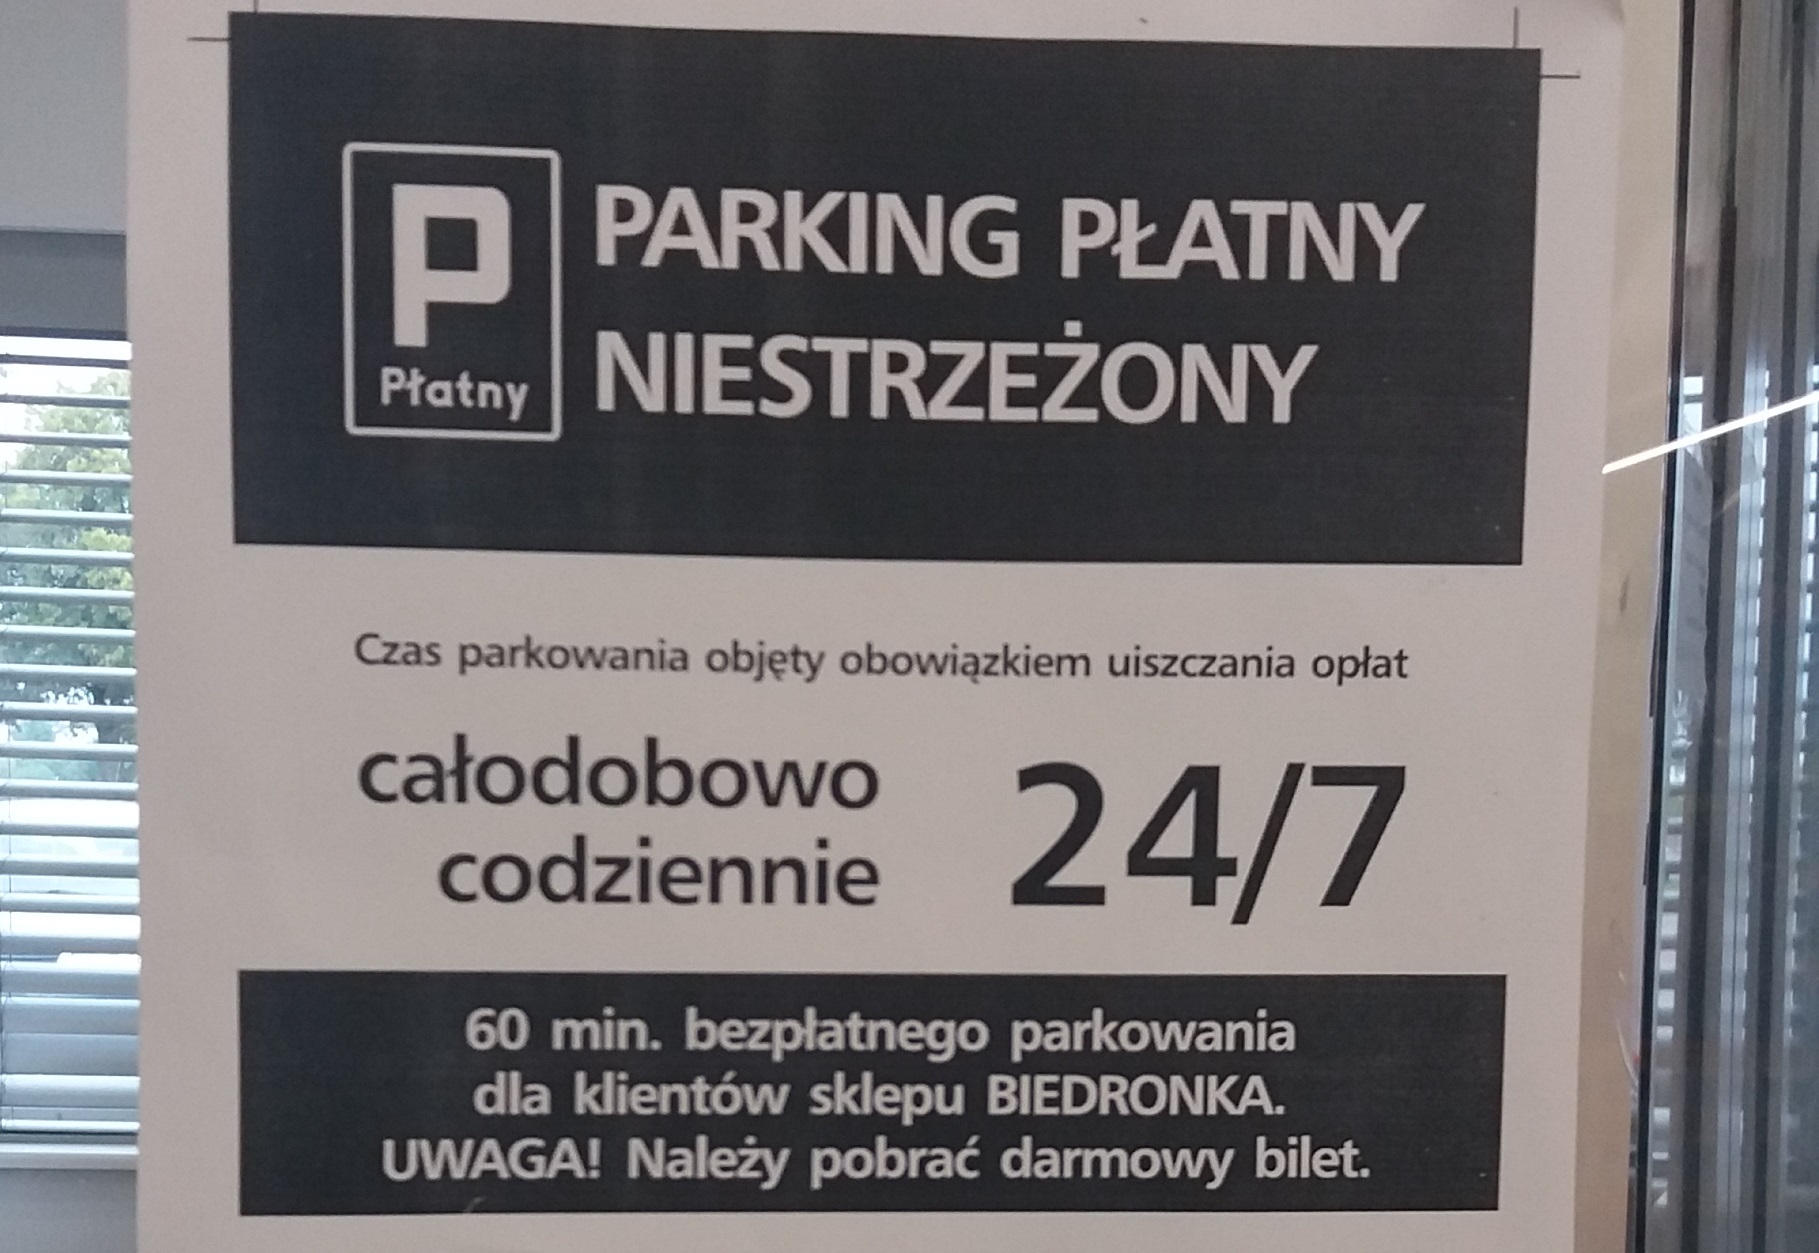 P
Płatny
PARKING PŁATNY
NIESTRZEŻONY
Czas parkowania objęty obowiązkiem uiszczania opłat
całodobowo
codziennie
24/7
60 min. bezpłatnego parkowania
dla klientów sklepu BIEDRONKA.
UWAGA! Należy pobrać darmowy bilet.